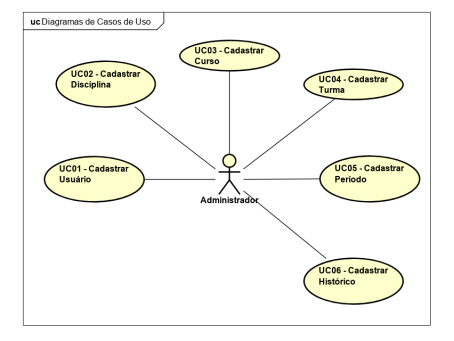 uc Diagramas de Casos de Uso
UC03 - Cadastrar
Curso
UC02 - Cadastrar
Disciplina
UC04 - Cadastrar
Turma
UC01 - Cadastrar
Usuário
UC05 - Cadastrar
Período
Administrador
UC06 - Cadastrar
Histórico